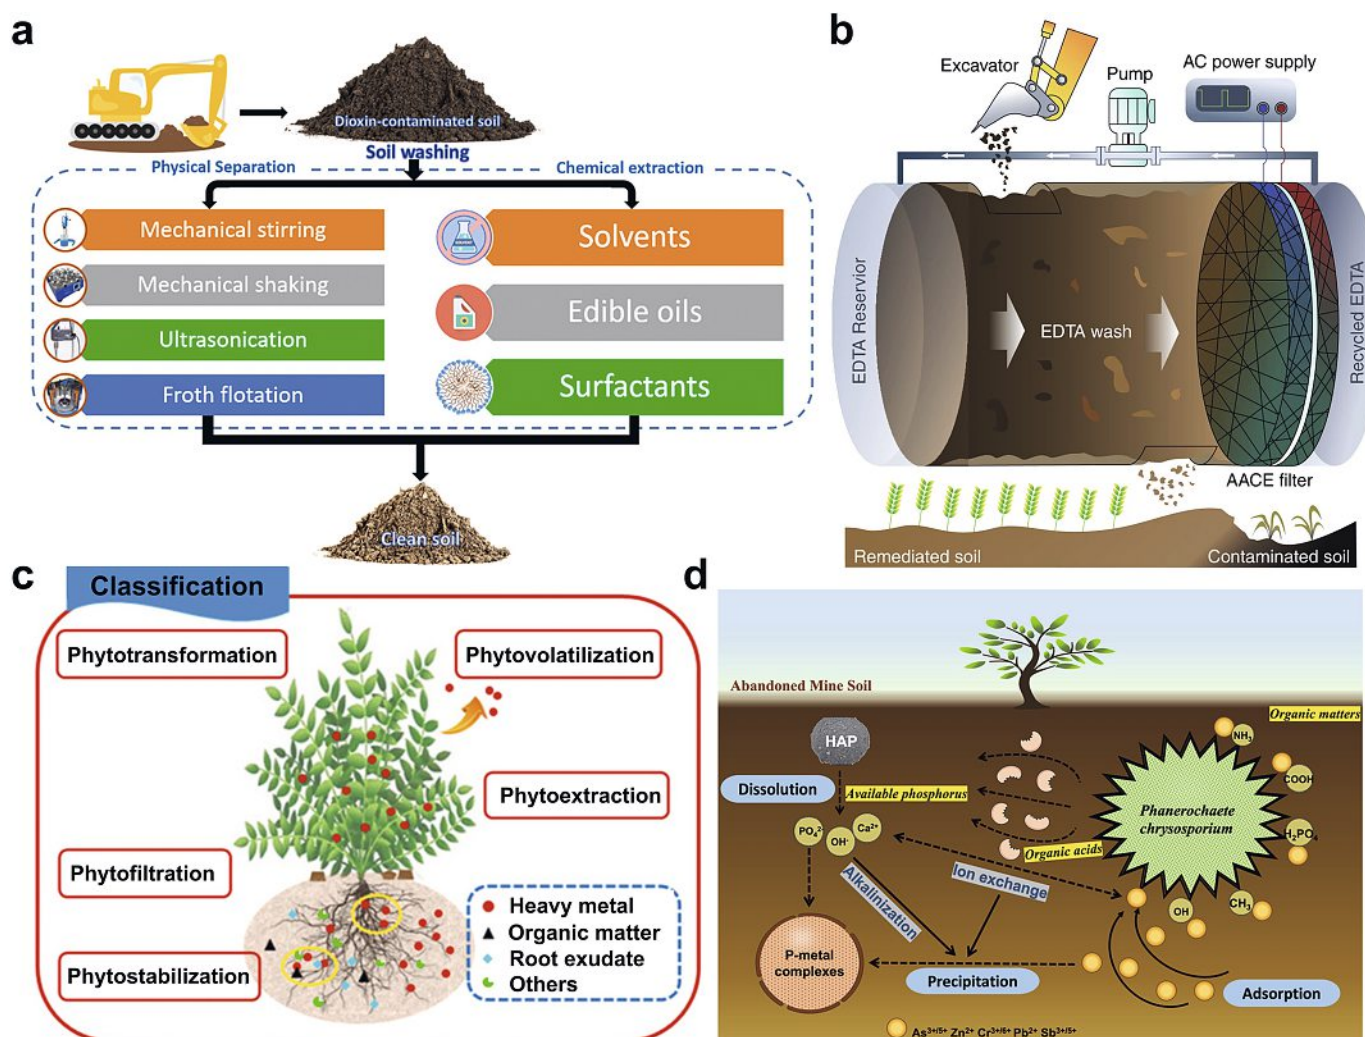 a
Dioxin-contaminated soil
Soil washing
Physical Separation
Chemical extraction
Mechanical stirring
Mechanical shaking
Ultrasonication
Froth flotation
Solvents
Edible oils
Surfactants
Clean soil
b
Excavator
Pump
AC power supply
EDTA Reservior
EDTA wash
Recycled EDTA
AACE filter
Remediated soil
Contaminated soil
c
Classification
Phytotransformation
Phytovolatilization
Phytoextraction
Phytofiltration
Phytostabilization
Heavy metal
Organic matter
Root exudate
Others
d
Abandoned Mine Soil
Organic matters
HAP
NH₃
COOH
Dissolution
Available phosphorus
Phanerochaete
chrysosporium
PO₄²⁻
OH⁻
Ca²⁺
H₂PO₄
Organic acids
Ion exchange
Alkalinization
CH₃
OH
P-metal
complexes
Precipitation
Adsorption
As³⁺/⁵⁺ Zn²⁺ Cr³⁺/⁶⁺ Pb²⁺ Sb³⁺/⁵⁺